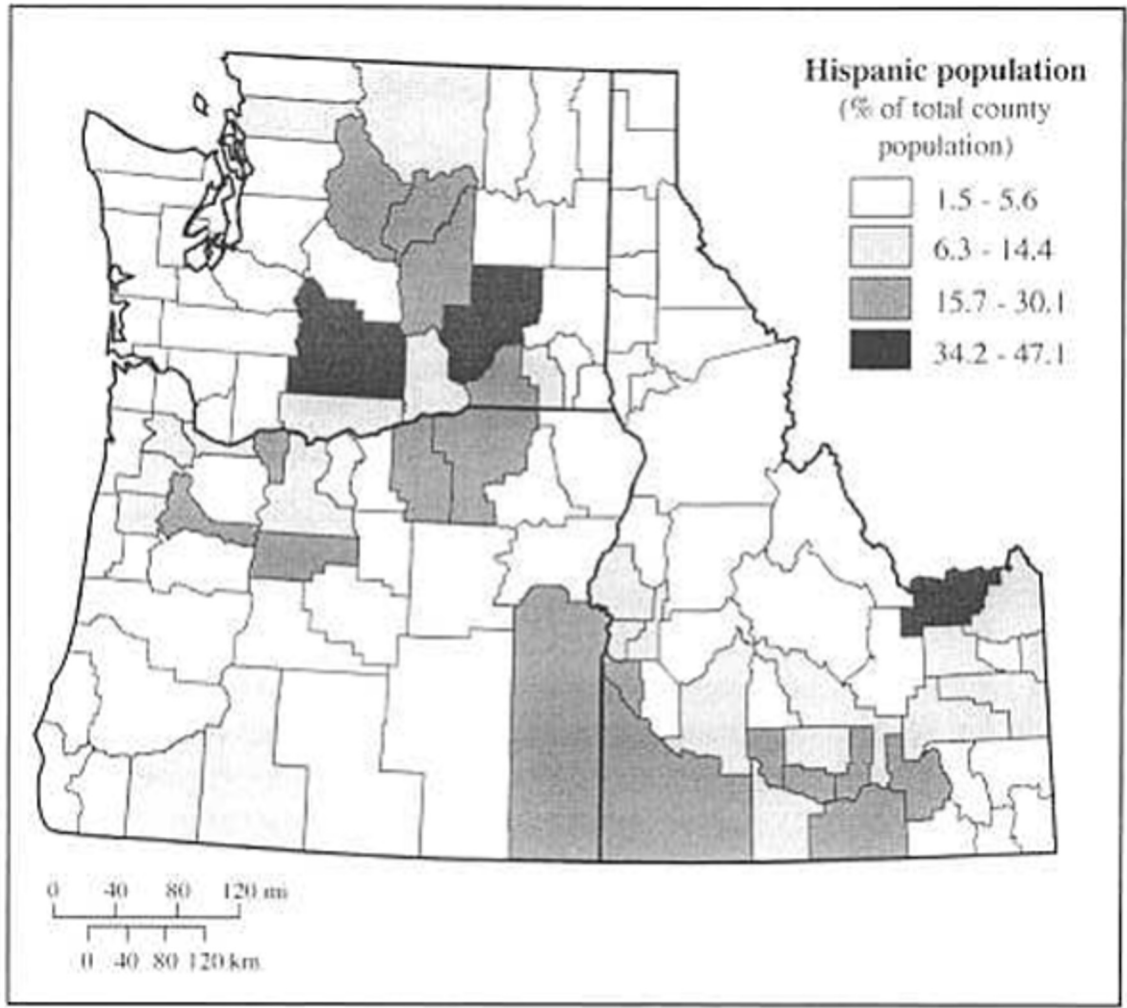 Hispanic population
(% of total county
population)
1.5 - 5.6
6.3 - 14.4
15.7 - 30.1
34.2 - 47.1
0 40 80 120 mi
0 40 80 120 km